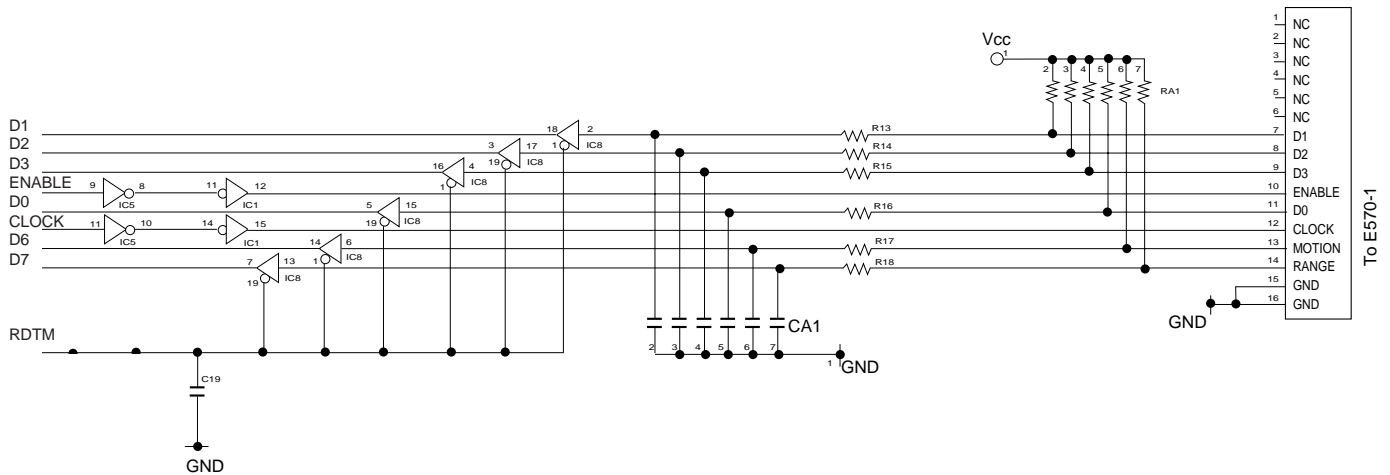 1 NC
2 NC
3 NC
4 NC
5 NC
6 NC
7 D1
8 D2
9 D3
10 ENABLE
11 D0
12 CLOCK
13 MOTION
14 RANGE
15 GND
16 GND
To E570-1
GND
Vcc
1
2 3 4 5 6 7
RA1
D1
18 2
1 IC8
R13
D2
3 17
19 IC8
R14
D3
16 4
1 IC8
R15
ENABLE
9 8 11 12
IC5 IC1
D0
5 15
19 IC8
R16
CLOCK
11 10 14 15
IC5 IC1
D6
14 6
1 IC8
R17
D7
7 13
19 IC8
R18
CA1
2 3 4 5 6 7 1
GND
RDTM
C19
GND